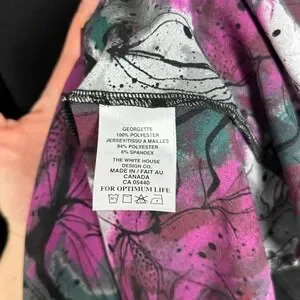 GEORGETTE
100% POLYESTER
JERSEY/TISSU A MAILLES
94% POLYESTER
6% SPANDEX
THE WHITE HOUSE
DESIGN CO.
MADE IN / FAIT AU
CANADA
CA 05440
FOR OPTIMUM LIFE